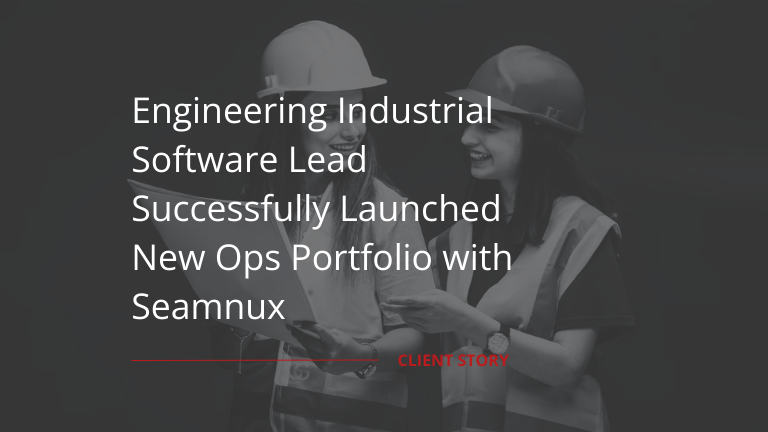 Engineering Industrial
Software Lead
Successfully Launched
New Ops Portfolio with
Seamnux
CLIENT STORY